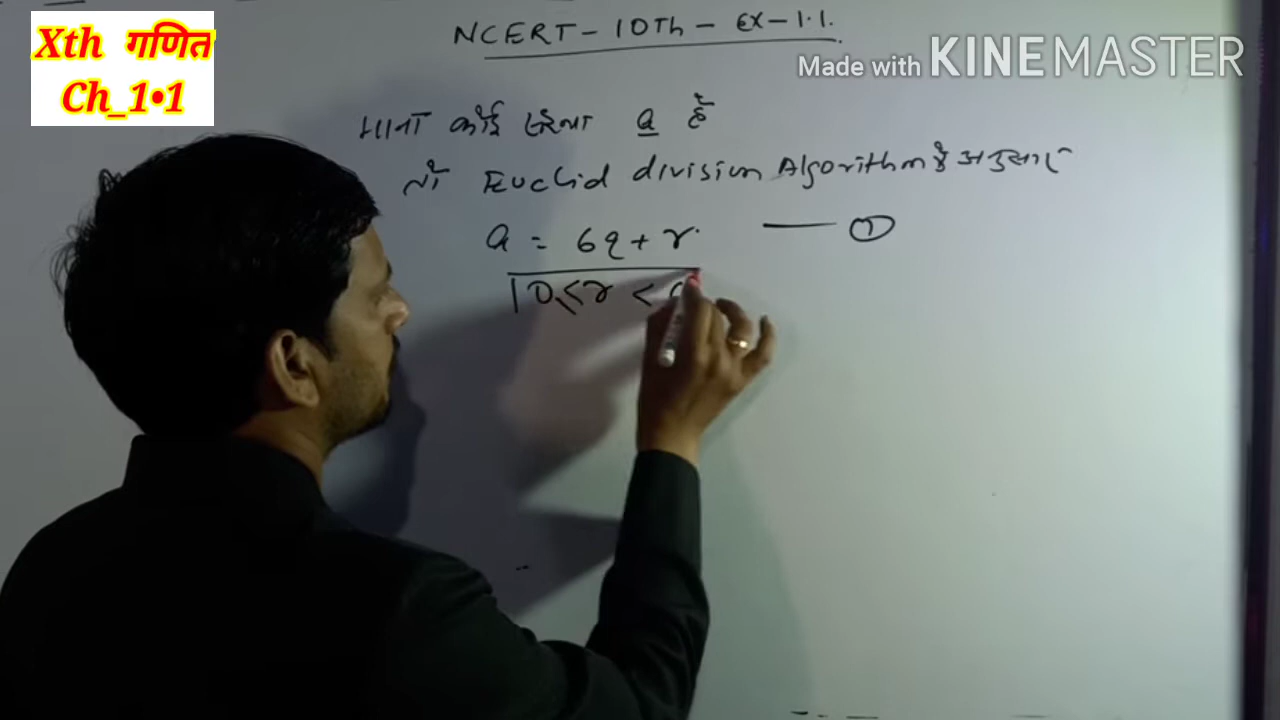 Xth गणित
Ch_1•1
Made with KINEMASTER
NCERT - 10Th - EX-1.1.
माना कोई संख्या a है
तो Euclid division Algorithm के अनुसार
a = 6q + r. —— ①
0 ≤ r <